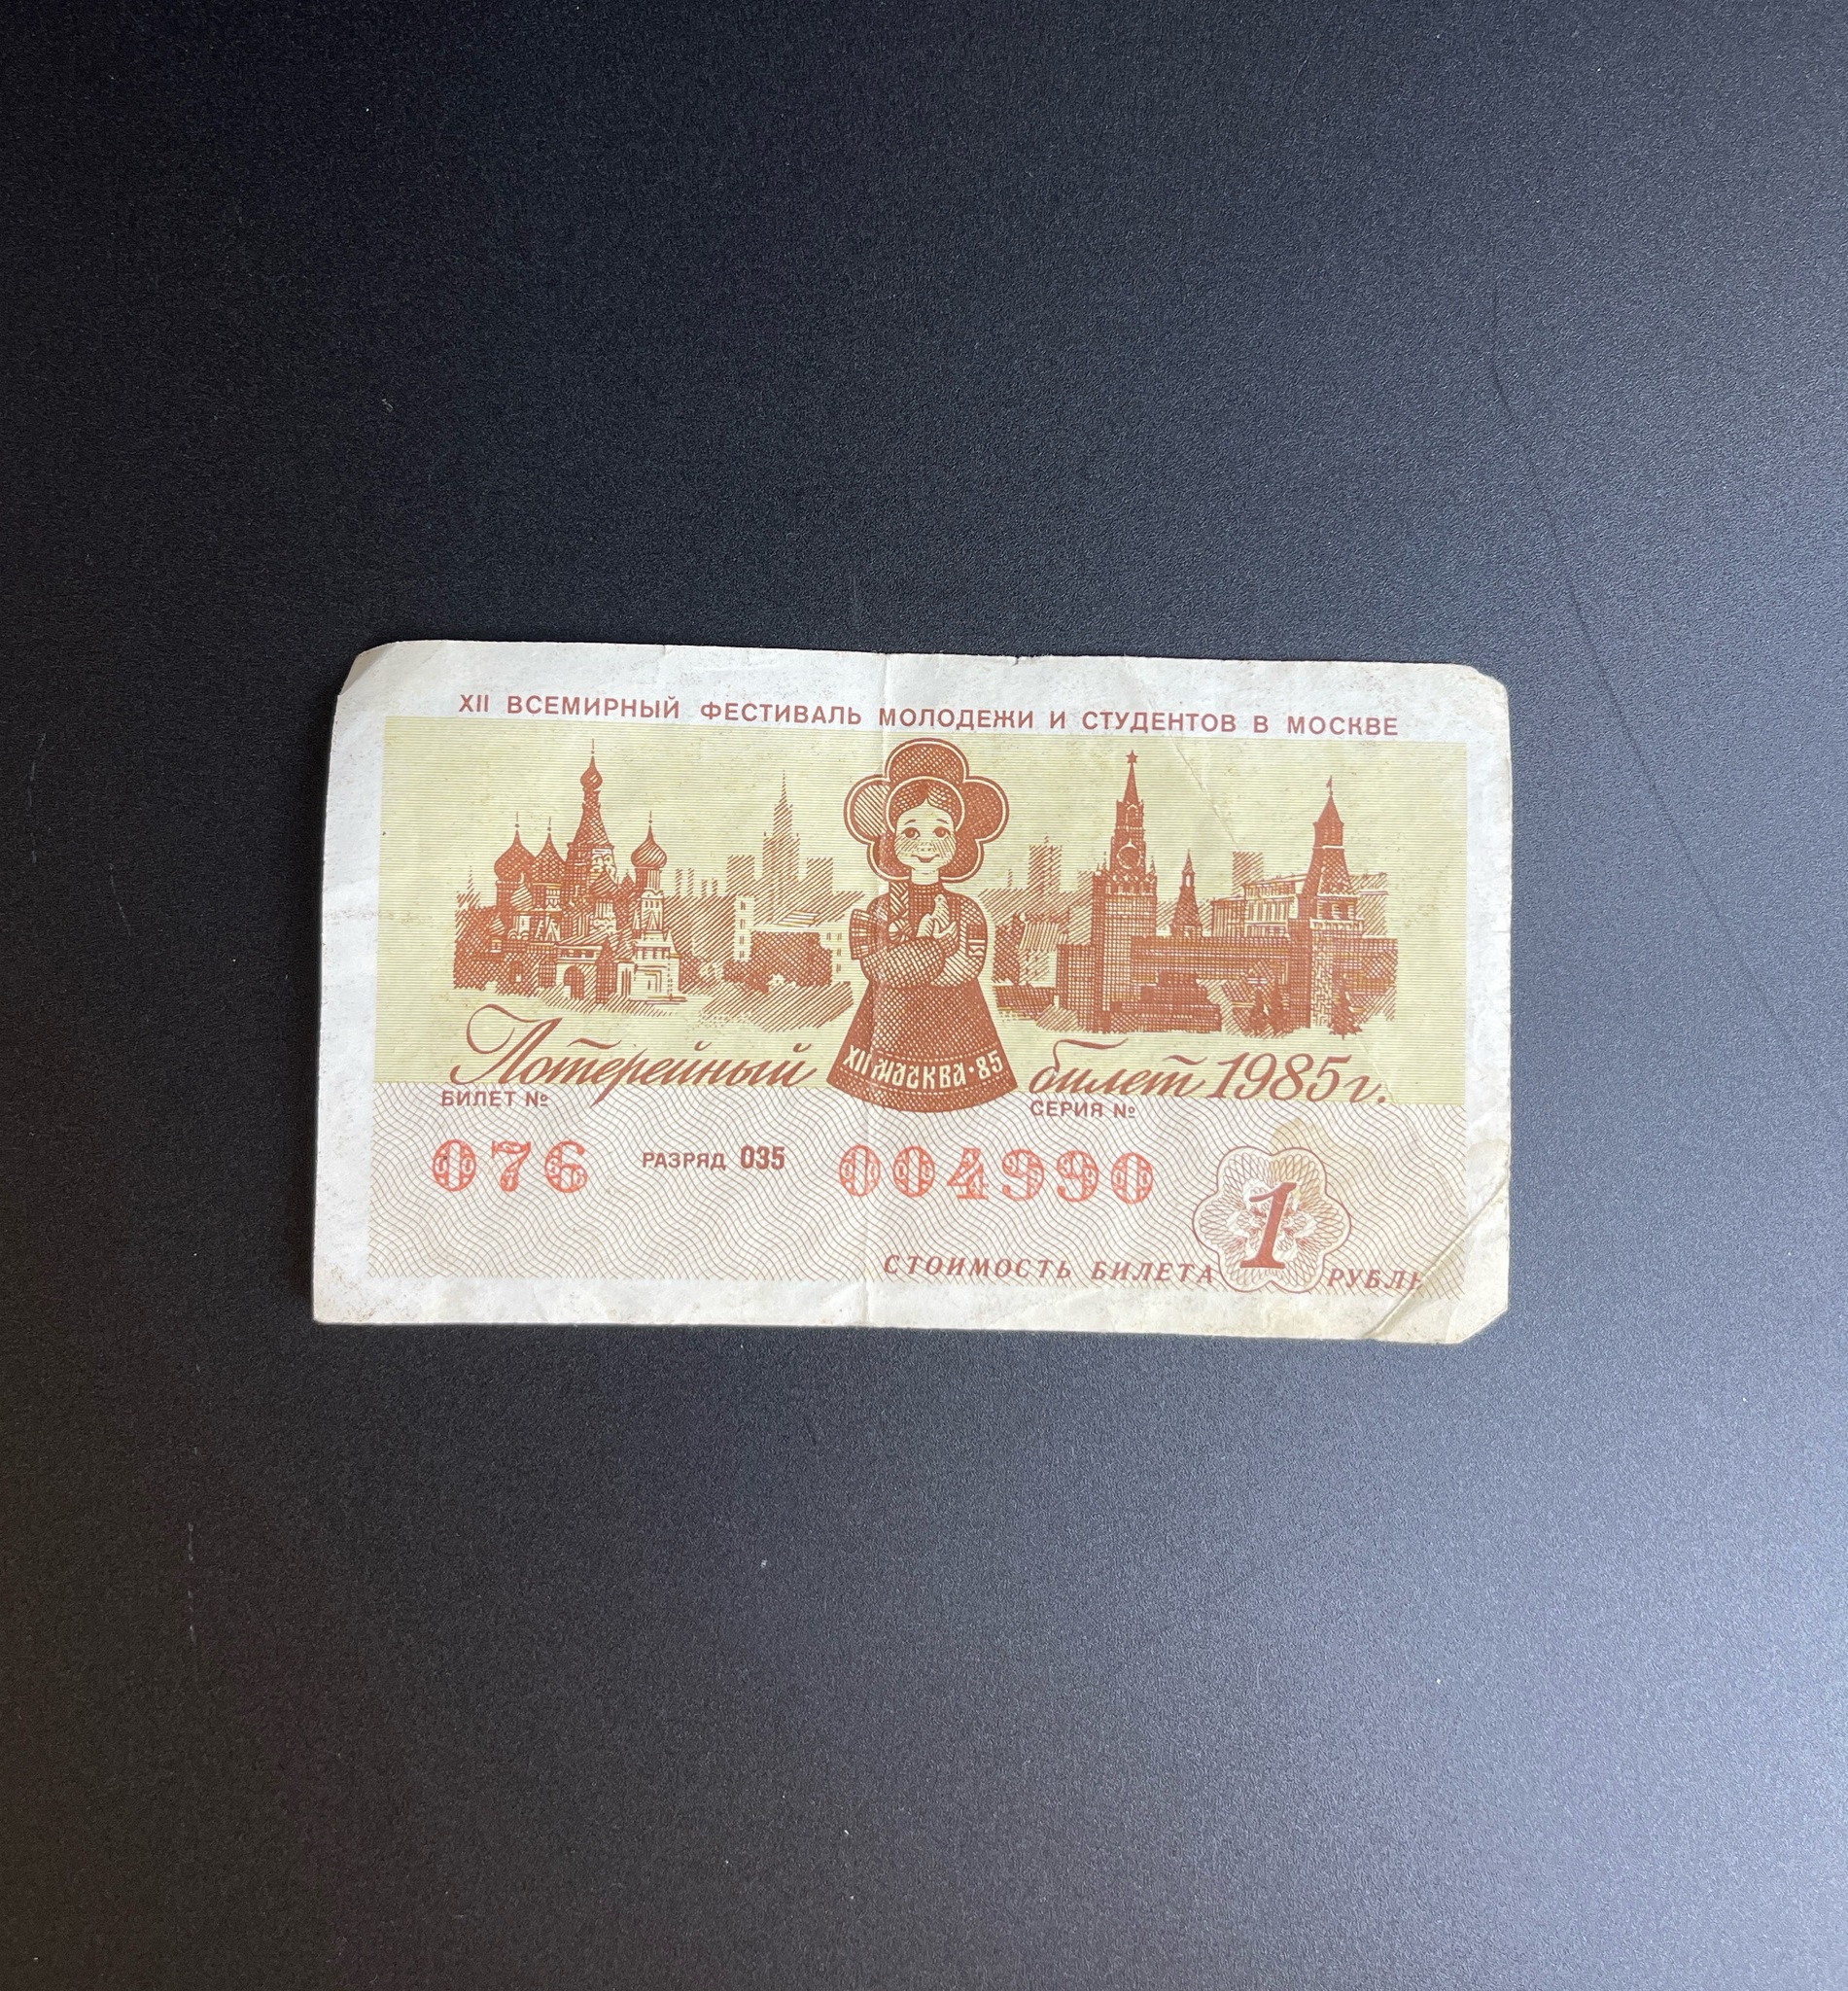 XII ВСЕМИРНЫЙ ФЕСТИВАЛЬ МОЛОДЕЖИ И СТУДЕНТОВ В МОСКВЕ
XII МОСКВА·85
Лотерейный билет 1985г.
БИЛЕТ № СЕРИЯ №
076 РАЗРЯД 035 004990
СТОИМОСТЬ БИЛЕТА 1 РУБЛЬ